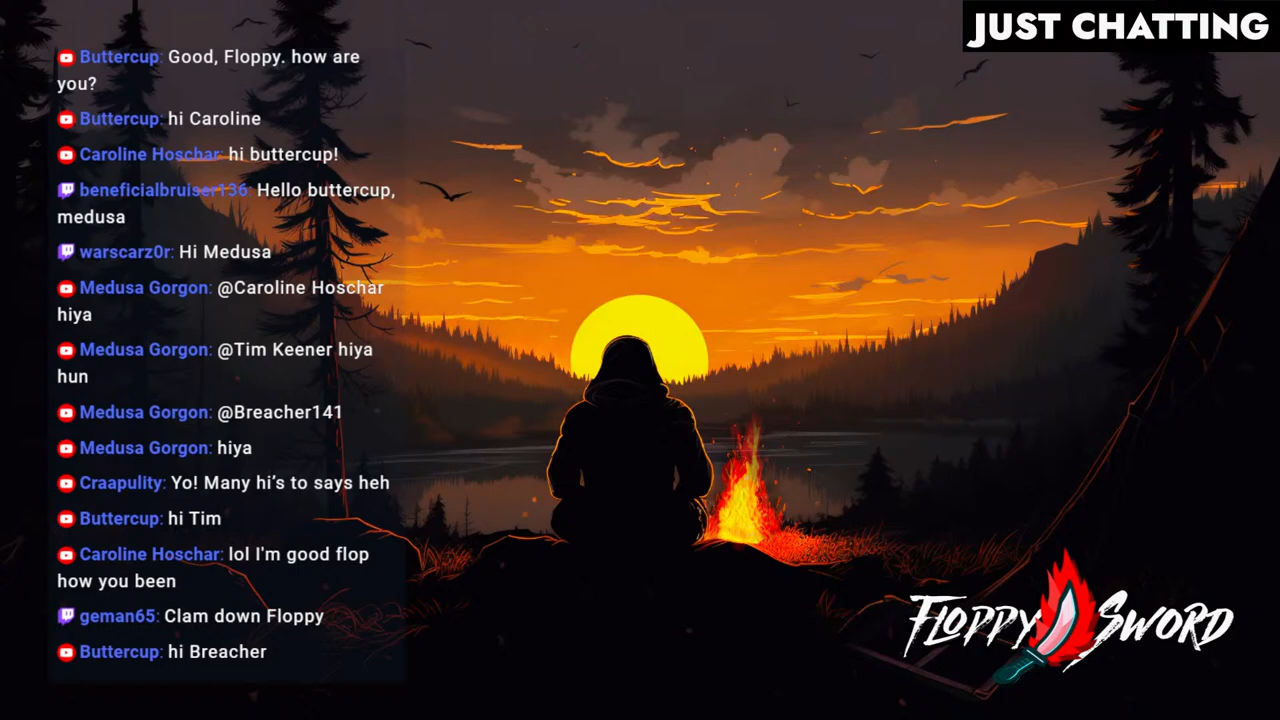 JUST CHATTING
Buttercup: Good, Floppy. how are
you?
Buttercup: hi Caroline
Caroline Hoschar: hi buttercup!
beneficialbruiser136: Hello buttercup,
medusa
warscarz0r: Hi Medusa
Medusa Gorgon: @Caroline Hoschar
hiya
Medusa Gorgon: @Tim Keener hiya
hun
Medusa Gorgon: @Breacher141
Medusa Gorgon: hiya
Craapulity: Yo! Many hi's to says heh
Buttercup: hi Tim
Caroline Hoschar: lol I'm good flop
how you been
geman65: Clam down Floppy
Buttercup: hi Breacher
FLOPPY SWORD